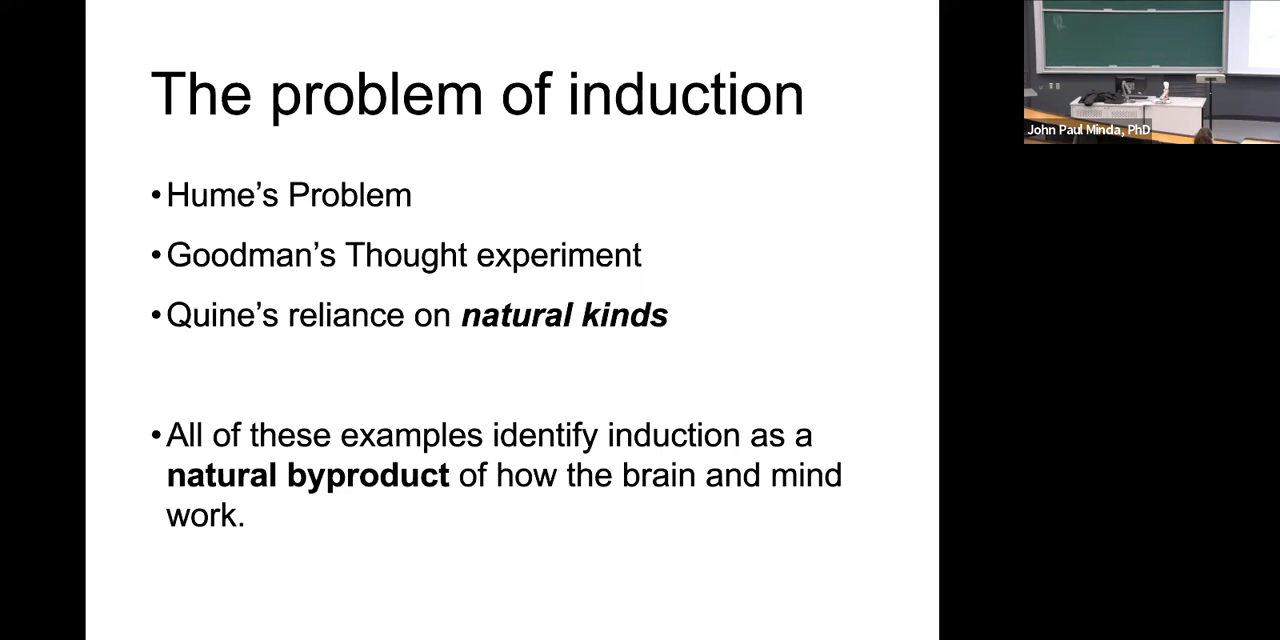 The problem of induction
•Hume’s Problem
•Goodman’s Thought experiment
•Quine’s reliance on natural kinds
•All of these examples identify induction as a
natural byproduct of how the brain and mind
work.
John Paul Minda, PhD